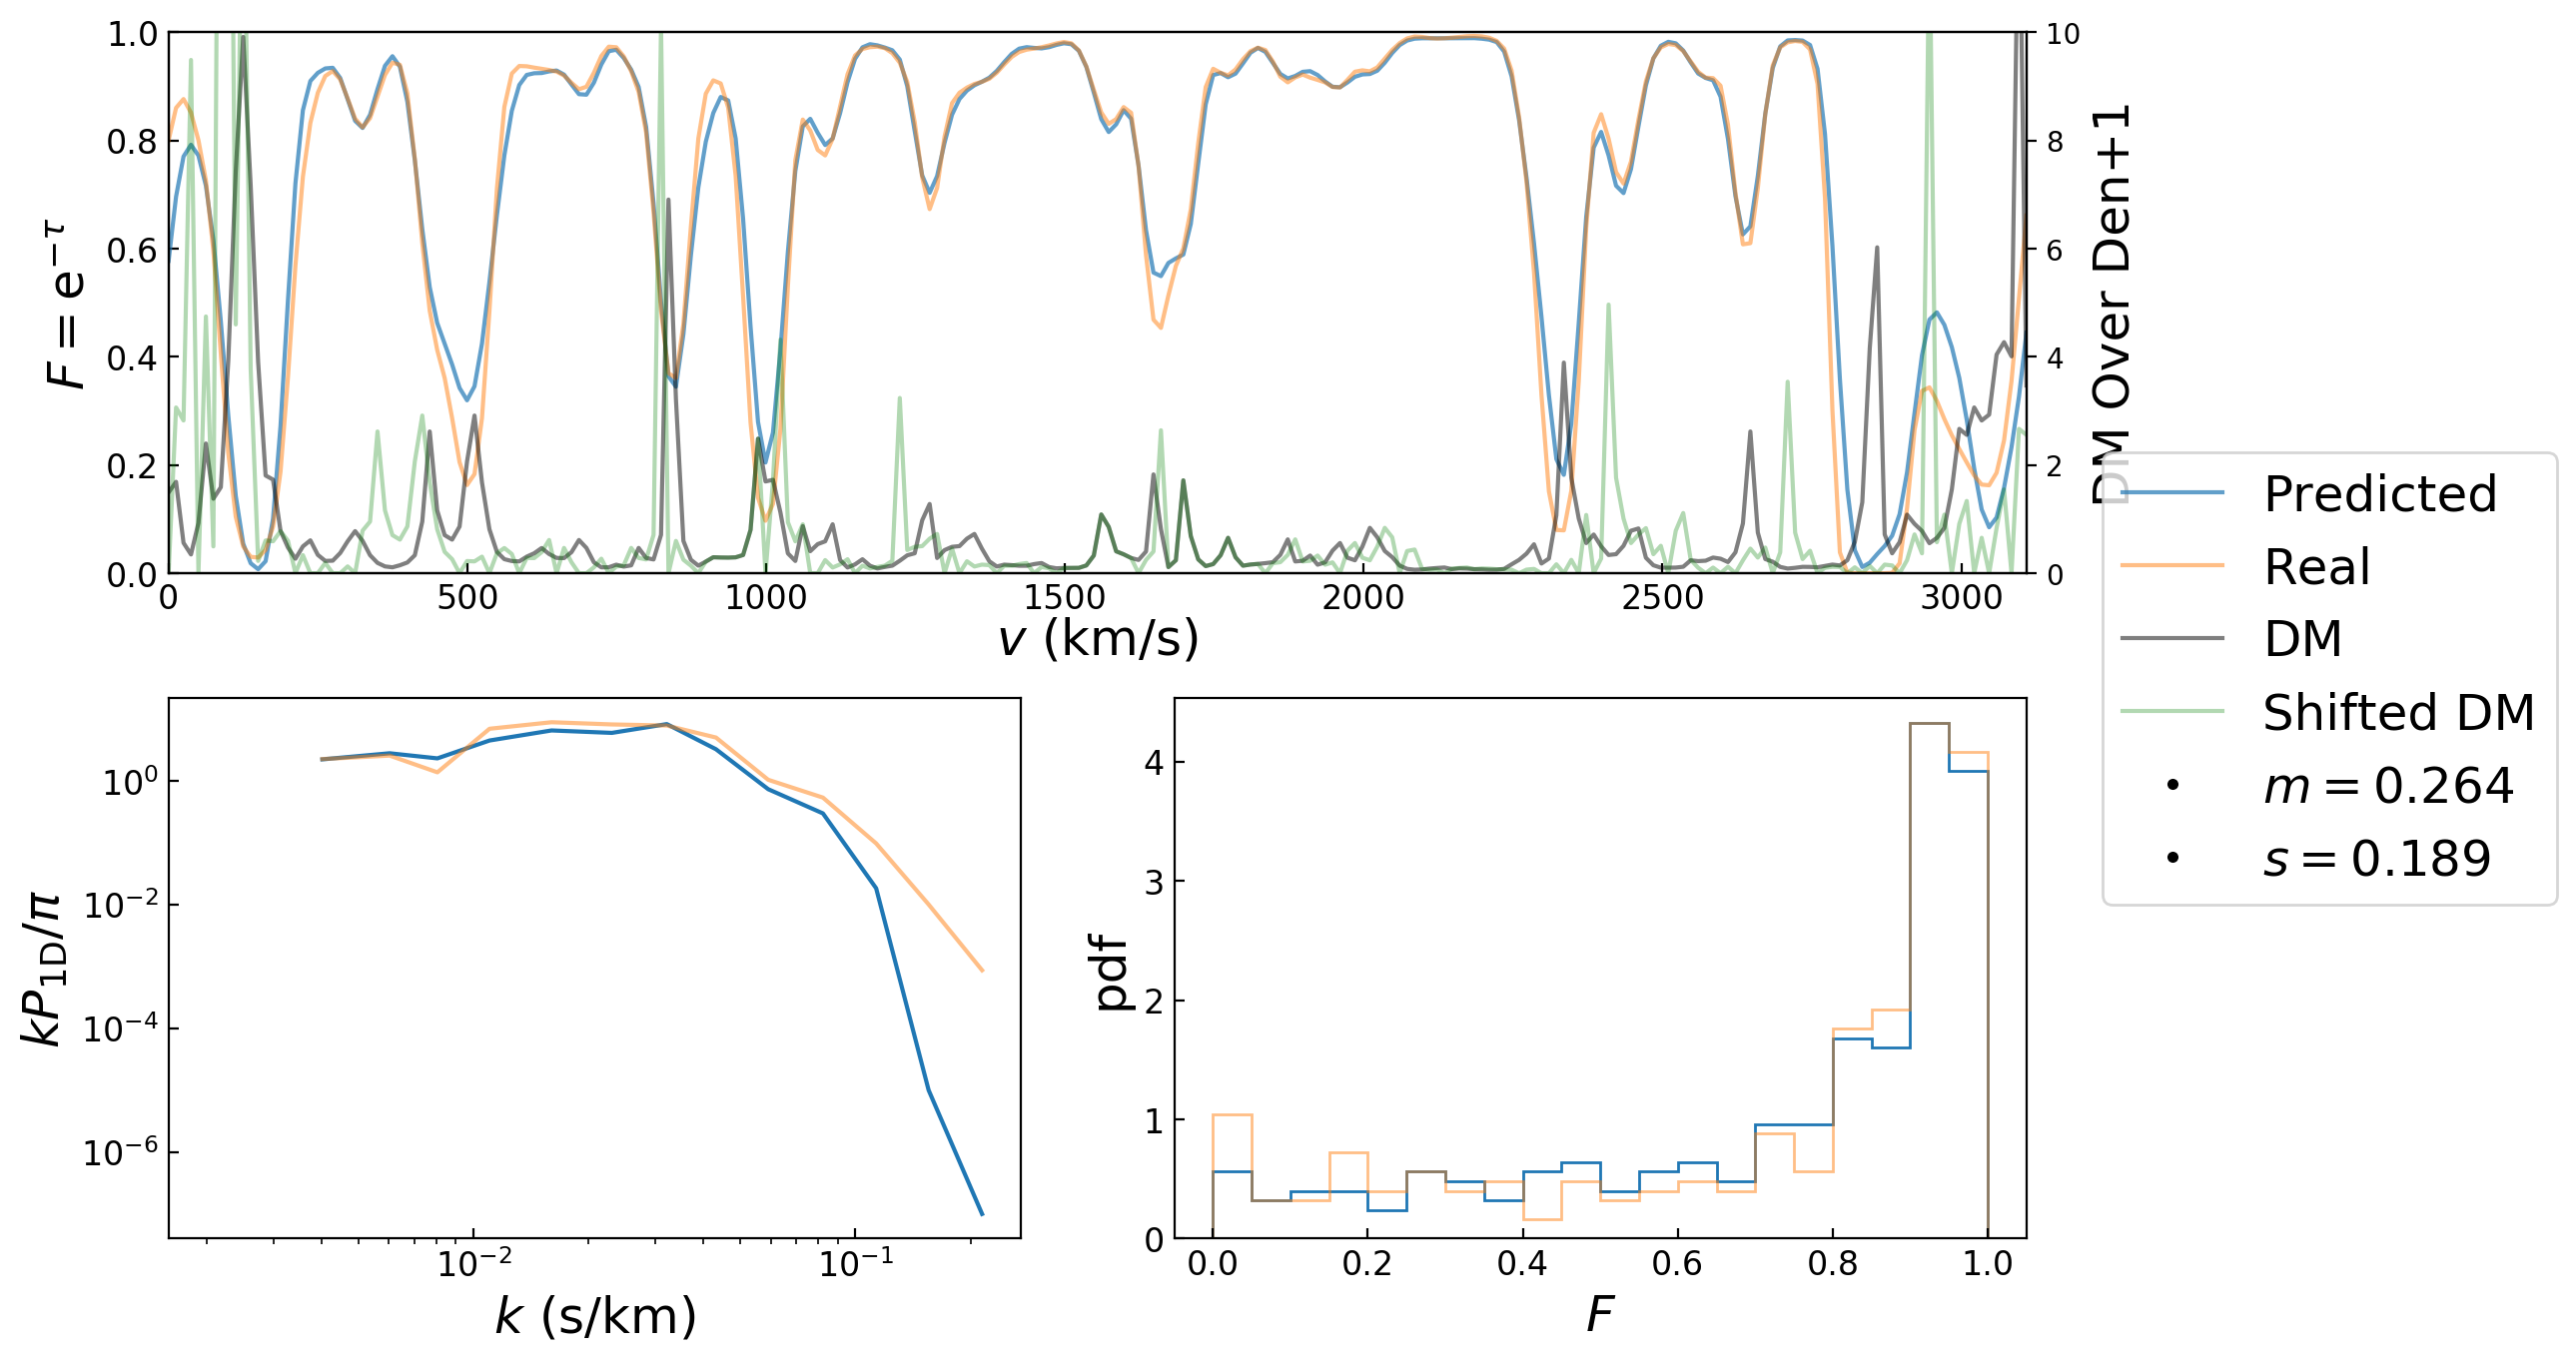 1.0
0.8
0.6
0.4
0.2
0.0
F = e^{-τ}
10
8
6
4
2
0
DM Over Den+1
0 500 1000 1500 2000 2500 3000
v (km/s)
Predicted
Real
DM
Shifted DM
m = 0.264
s = 0.189
10^0
10^{-2}
10^{-4}
10^{-6}
kP_{1D}/π
10^{-2} 10^{-1}
k (s/km)
4
3
2
1
0
pdf
0.0 0.2 0.4 0.6 0.8 1.0
F